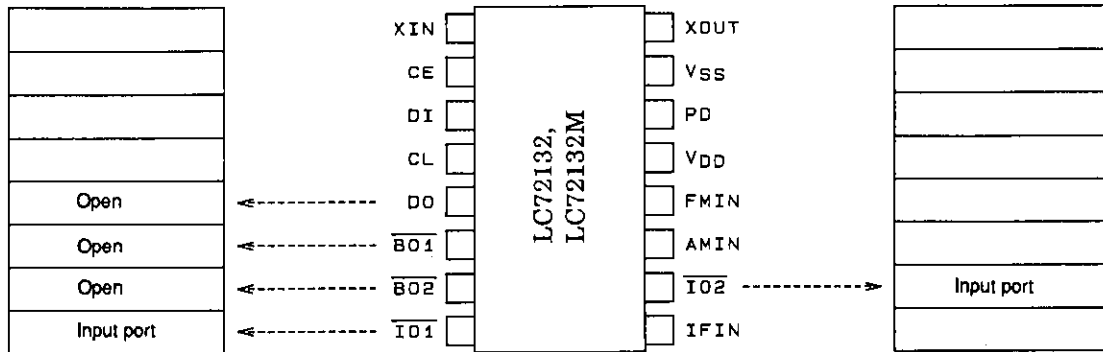 XIN XOUT
CE VSS
DI PD
CL VDD
Open DO FMIN
Open BO1 AMIN
Open BO2 IO2 Input port
Input port IO1 IFIN
LC72132,
LC72132M